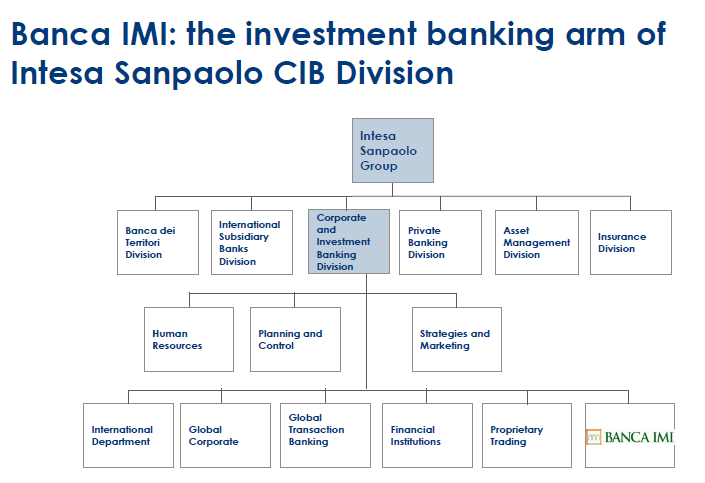 Banca IMI: the investment banking arm of
Intesa Sanpaolo CIB Division
Intesa
Sanpaolo
Group
Banca dei
Territori
Division
International
Subsidiary
Banks
Division
Corporate
and
Investment
Banking
Division
Private
Banking
Division
Asset
Management
Division
Insurance
Division
Human
Resources
Planning and
Control
Strategies and
Marketing
International
Department
Global
Corporate
Global
Transaction
Banking
Financial
Institutions
Proprietary
Trading
BANCA IMI